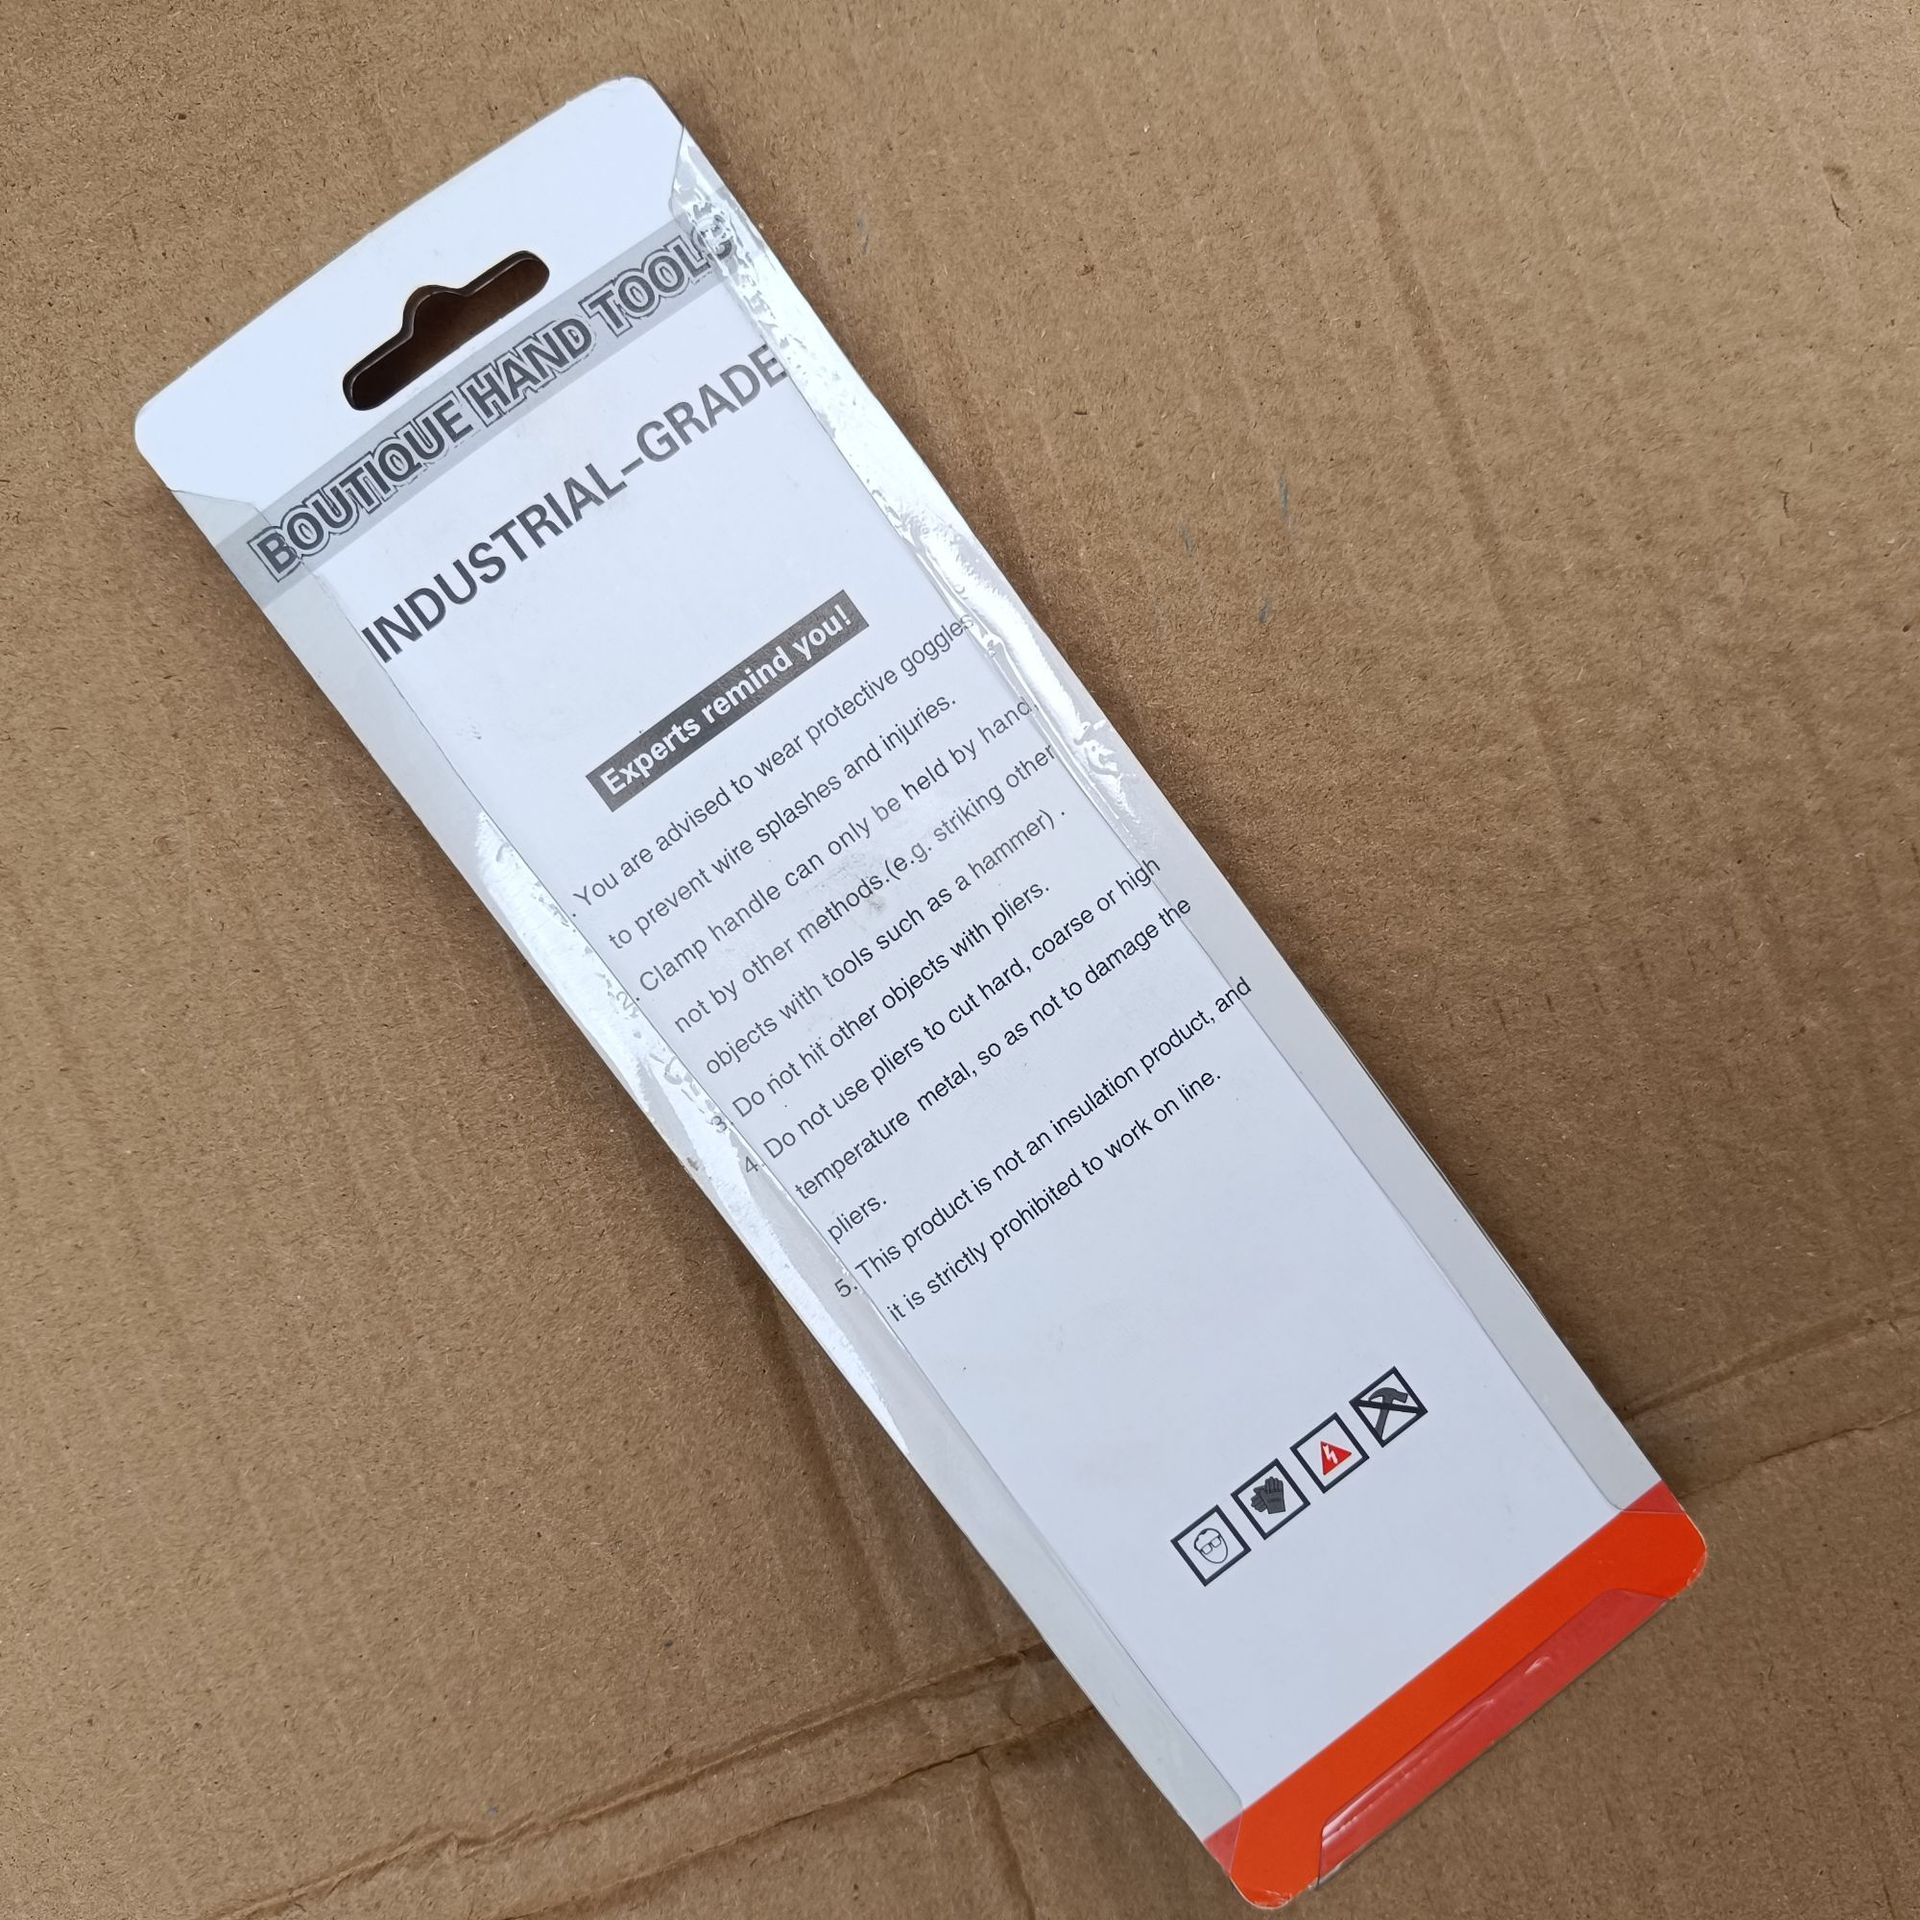 BOUTIQUE HAND TOOLS
INDUSTRIAL-GRADE
Experts remind you!
. You are advised to wear protective goggles
to prevent wire splashes and injuries.
2. Clamp handle can only be held by hand,
not by other methods.(e.g. striking other
objects with tools such as a hammer) .
3. Do not hit other objects with pliers.
4. Do not use pliers to cut hard, coarse or high
temperature metal, so as not to damage the
pliers.
5. This product is not an insulation product, and
it is strictly prohibited to work on line.